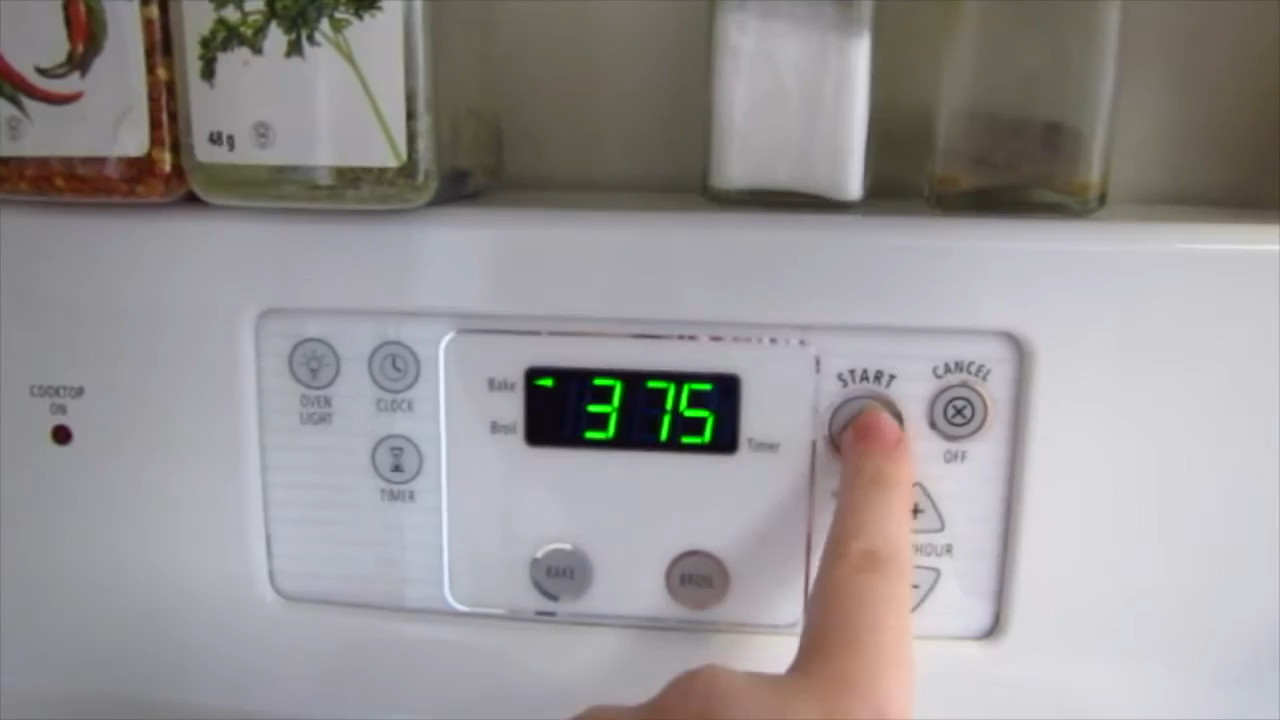 48 g
COOKTOP
ON
OVEN
LIGHT
CLOCK
TIMER
Bake
Broil
375
Timer
BAKE
BROIL
START
CANCEL
OFF
+
HOUR
-